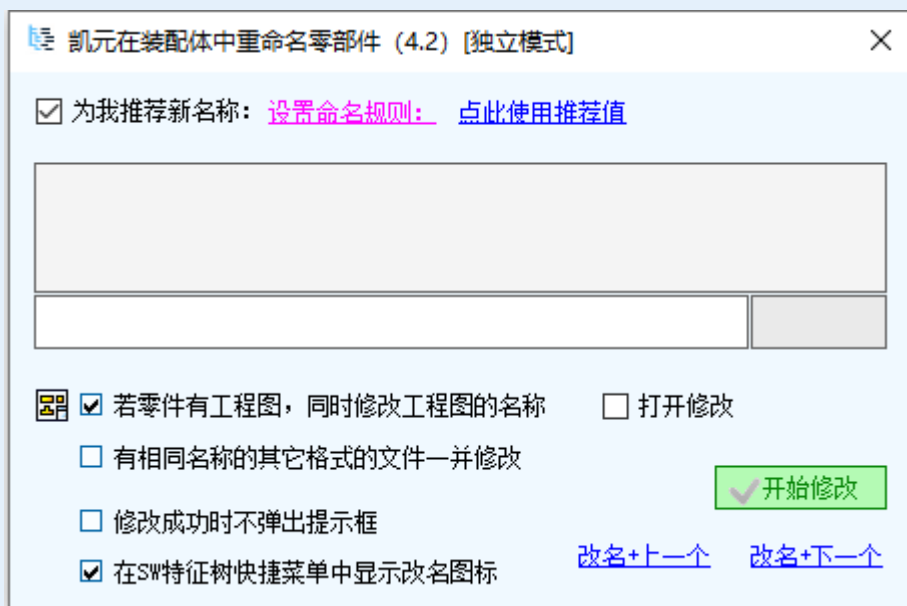 凯元在装配体中重命名零部件（4.2）[独立模式]
为我推荐新名称： 设置命名规则： 点此使用推荐值
若零件有工程图，同时修改工程图的名称 打开修改
有相同名称的其它格式的文件一并修改
开始修改
修改成功时不弹出提示框
改名+上一个 改名+下一个
在SW特征树快捷菜单中显示改名图标